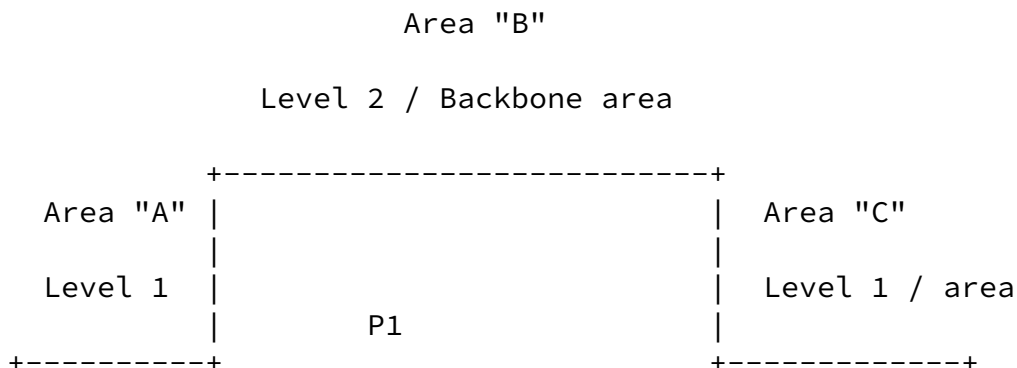 Area "B"
Level 2 / Backbone area
+--------------------------+
Area "A" | | Area "C"
| |
Level 1 | | Level 1 / area
| P1 |
+----------+ +-------------+